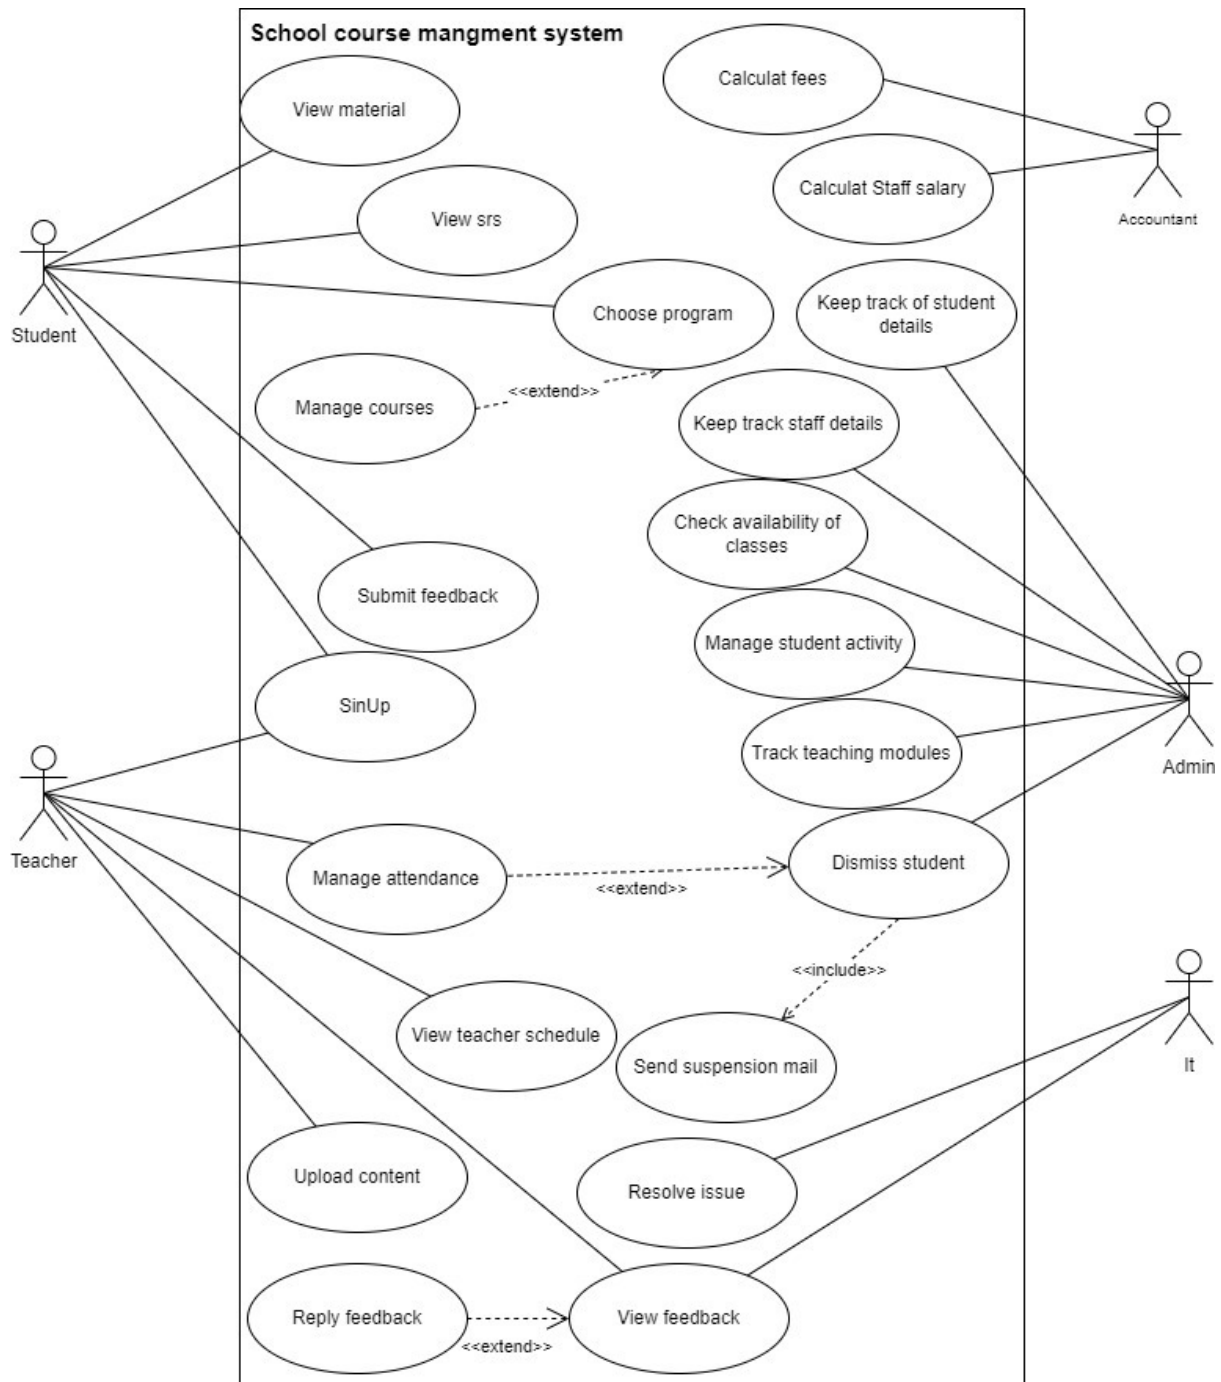 School course mangment system
View material
Calculat fees
Calculat Staff salary
Accountant
View srs
Student
Choose program
Keep track of student
details
Manage courses
<<extend>>
Keep track staff details
Check availability of
classes
Submit feedback
Manage student activity
SinUp
Track teaching modules
Admin
Teacher
Manage attendance
<<extend>>
Dismiss student
<<include>>
View teacher schedule
Send suspension mail
It
Upload content
Resolve issue
Reply feedback
<<extend>>
View feedback